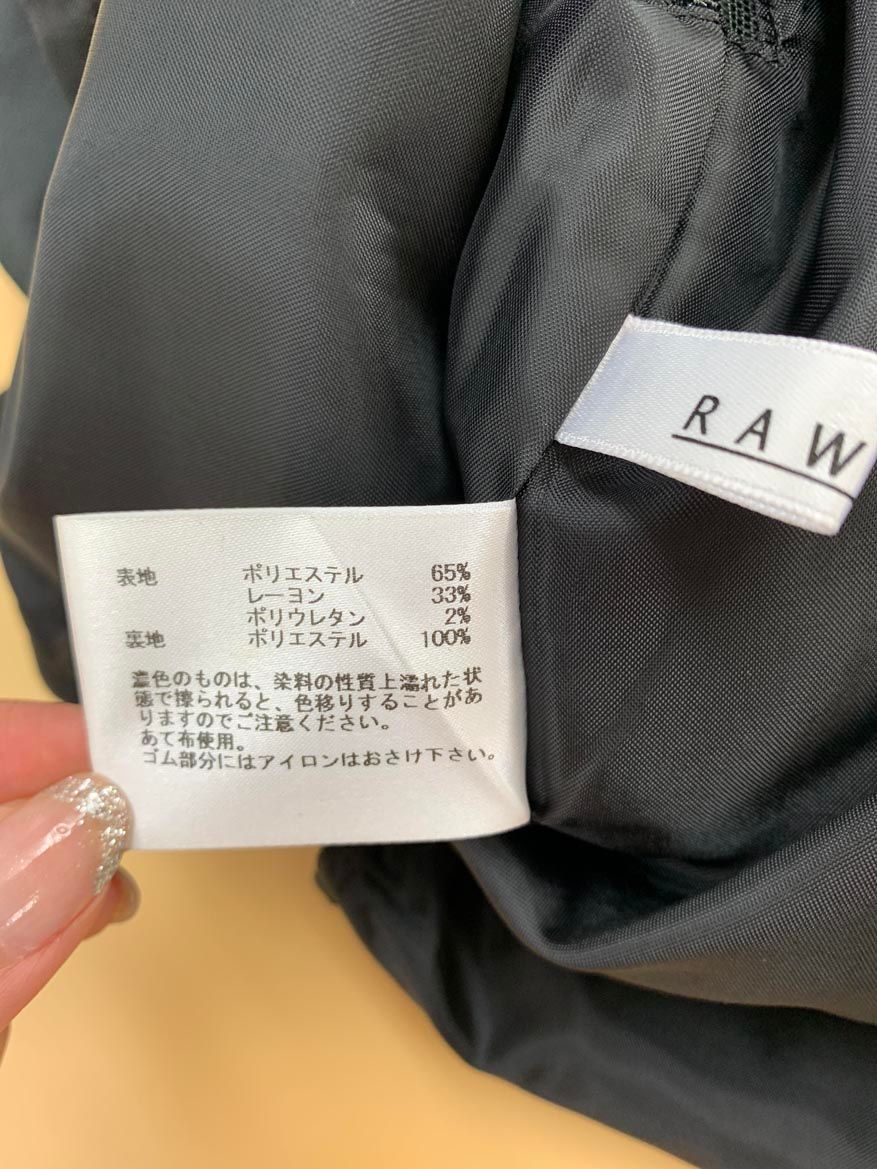 RAW
表地 ポリエステル 65%
レーヨン 33%
ポリウレタン 2%
裏地 ポリエステル 100%
濃色のものは、染料の性質上濡れた状
態で擦られると、色移りすることがあ
りますのでご注意ください。
あて布使用。
ゴム部分にはアイロンはおさけ下さい。